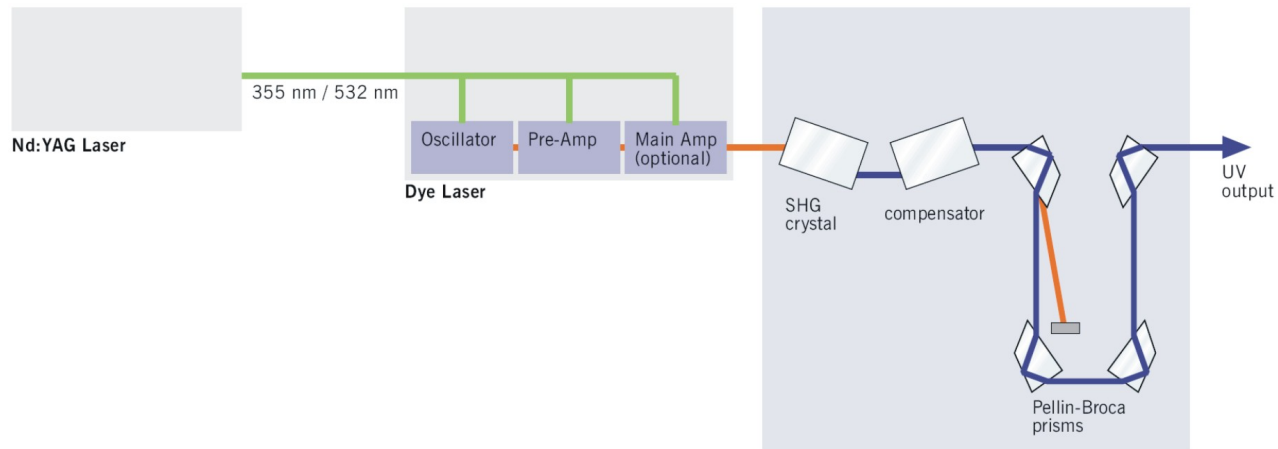 355 nm / 532 nm
Nd:YAG Laser
Oscillator
Pre-Amp
Main Amp
(optional)
Dye Laser
SHG
crystal
compensator
UV
output
Pellin-Broca
prisms